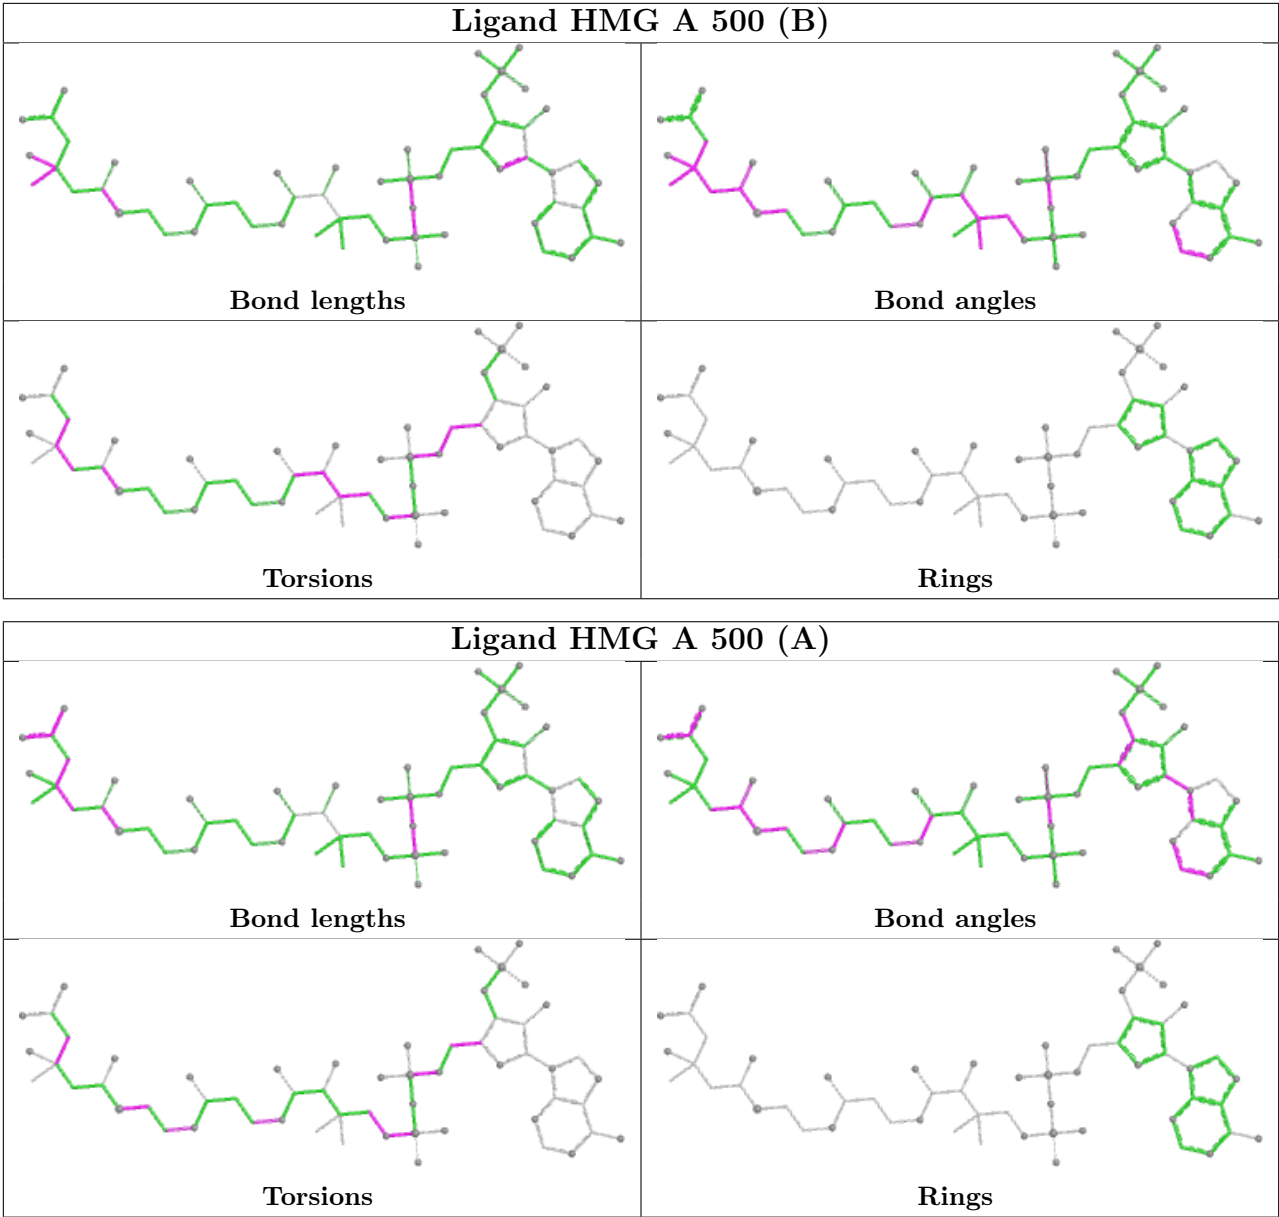 Ligand HMG A 500 (B)
Bond lengths
Bond angles
Torsions
Rings
Ligand HMG A 500 (A)
Bond lengths
Bond angles
Torsions
Rings